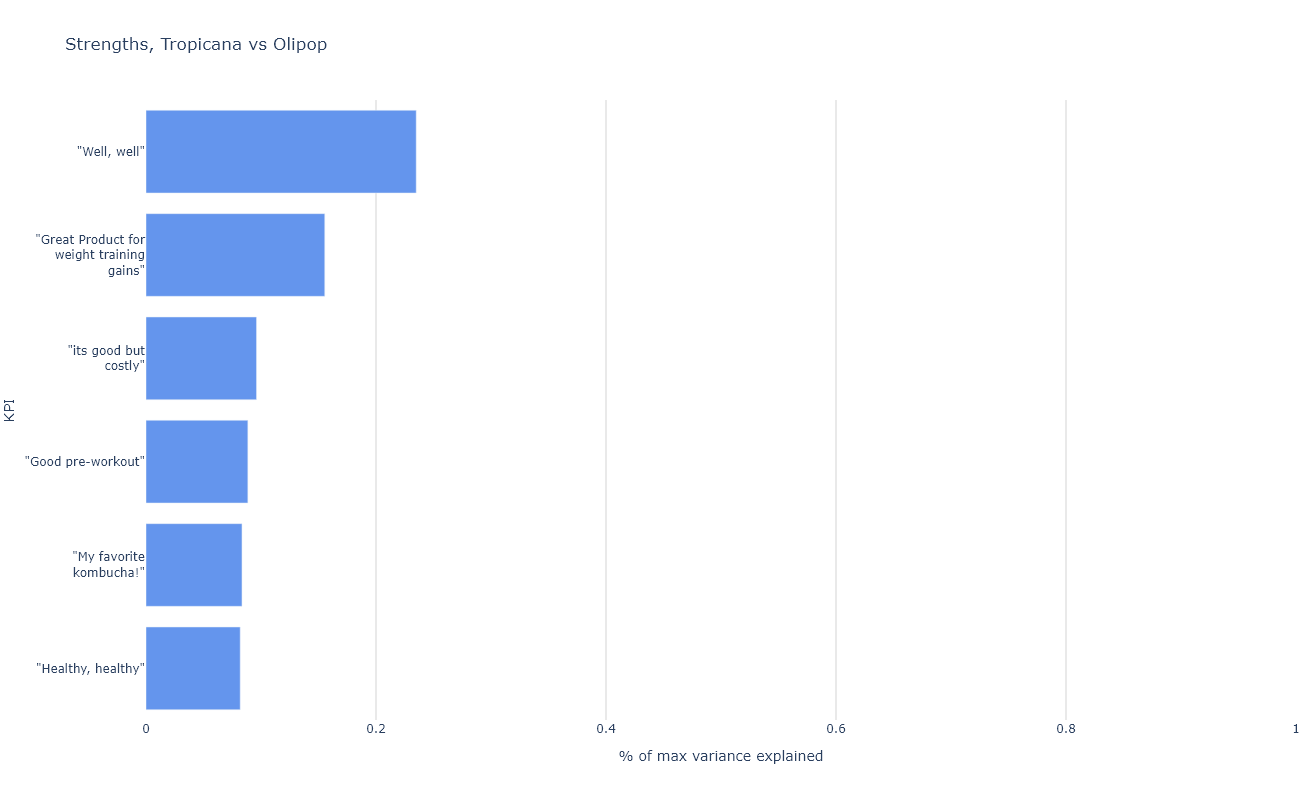 Strengths, Tropicana vs Olipop
KPI
"Well, well"
"Great Product for
weight training
gains"
"its good but
costly"
"Good pre-workout"
"My favorite
kombucha!"
"Healthy, healthy"
0 0.2 0.4 0.6 0.8 1
% of max variance explained